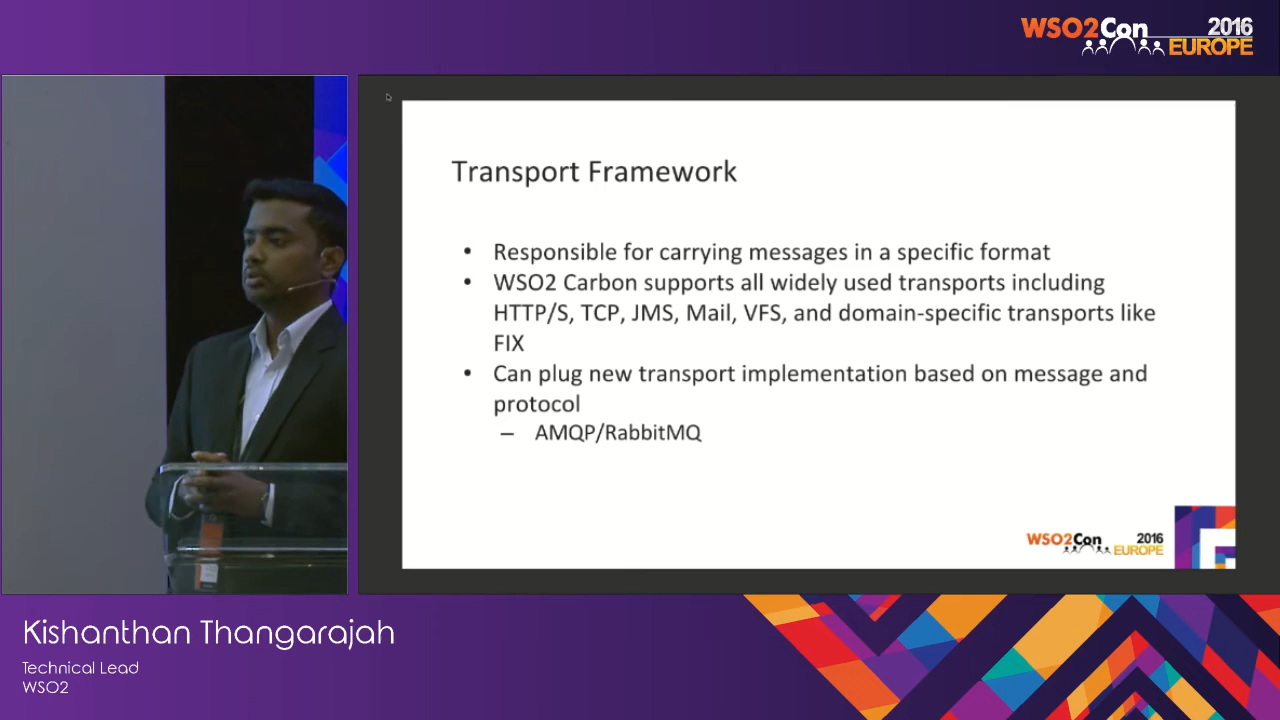 WSO2Con 2016
EUROPE
Transport Framework
• Responsible for carrying messages in a specific format
• WSO2 Carbon supports all widely used transports including
HTTP/S, TCP, JMS, Mail, VFS, and domain-specific transports like
FIX
• Can plug new transport implementation based on message and
protocol
– AMQP/RabbitMQ
WSO2Con 2016
EUROPE
Kishanthan Thangarajah
Technical Lead
WSO2